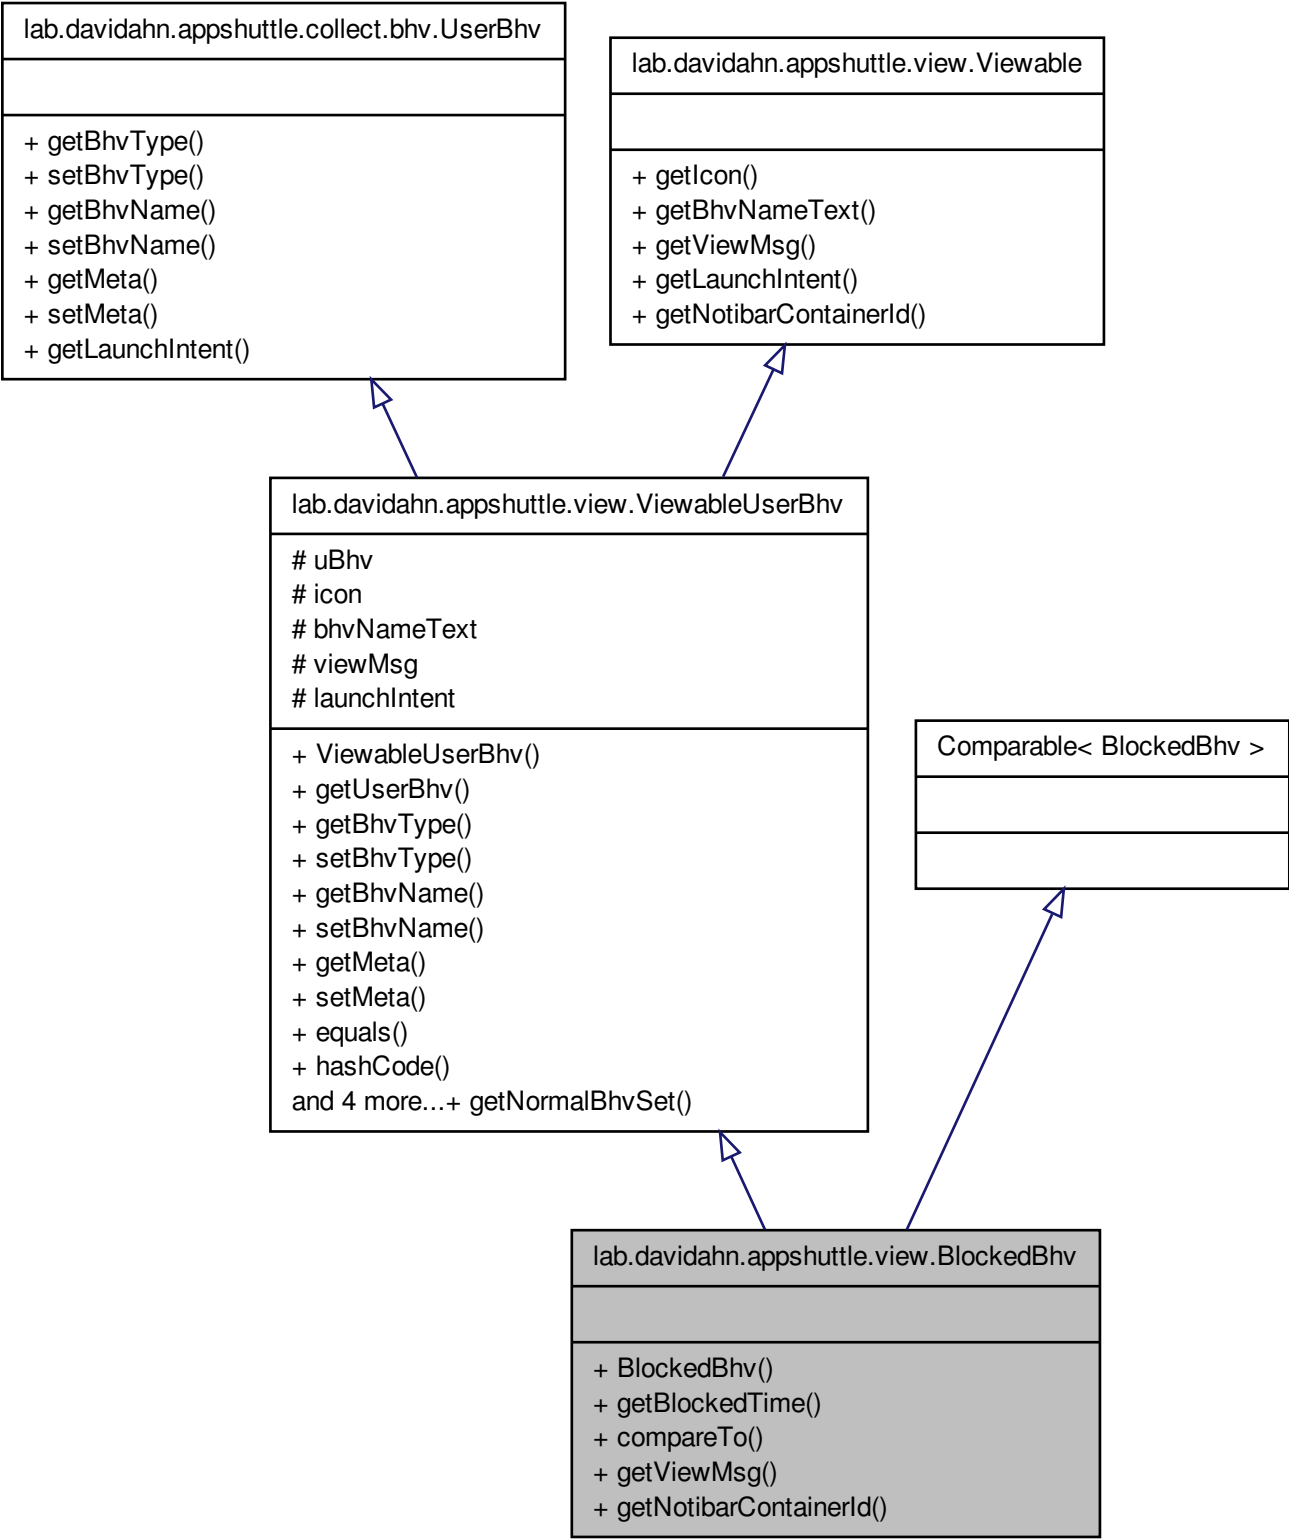 lab.davidahn.appshuttle.collect.bhv.UserBhv
+ getBhvType()
+ setBhvType()
+ getBhvName()
+ setBhvName()
+ getMeta()
+ setMeta()
+ getLaunchIntent()
lab.davidahn.appshuttle.view.Viewable
+ getIcon()
+ getBhvNameText()
+ getViewMsg()
+ getLaunchIntent()
+ getNotibarContainerId()
lab.davidahn.appshuttle.view.ViewableUserBhv
# uBhv
# icon
# bhvNameText
# viewMsg
# launchIntent
+ ViewableUserBhv()
+ getUserBhv()
+ getBhvType()
+ setBhvType()
+ getBhvName()
+ setBhvName()
+ getMeta()
+ setMeta()
+ equals()
+ hashCode()
and 4 more...+ getNormalBhvSet()
Comparable< BlockedBhv >
lab.davidahn.appshuttle.view.BlockedBhv
+ BlockedBhv()
+ getBlockedTime()
+ compareTo()
+ getViewMsg()
+ getNotibarContainerId()